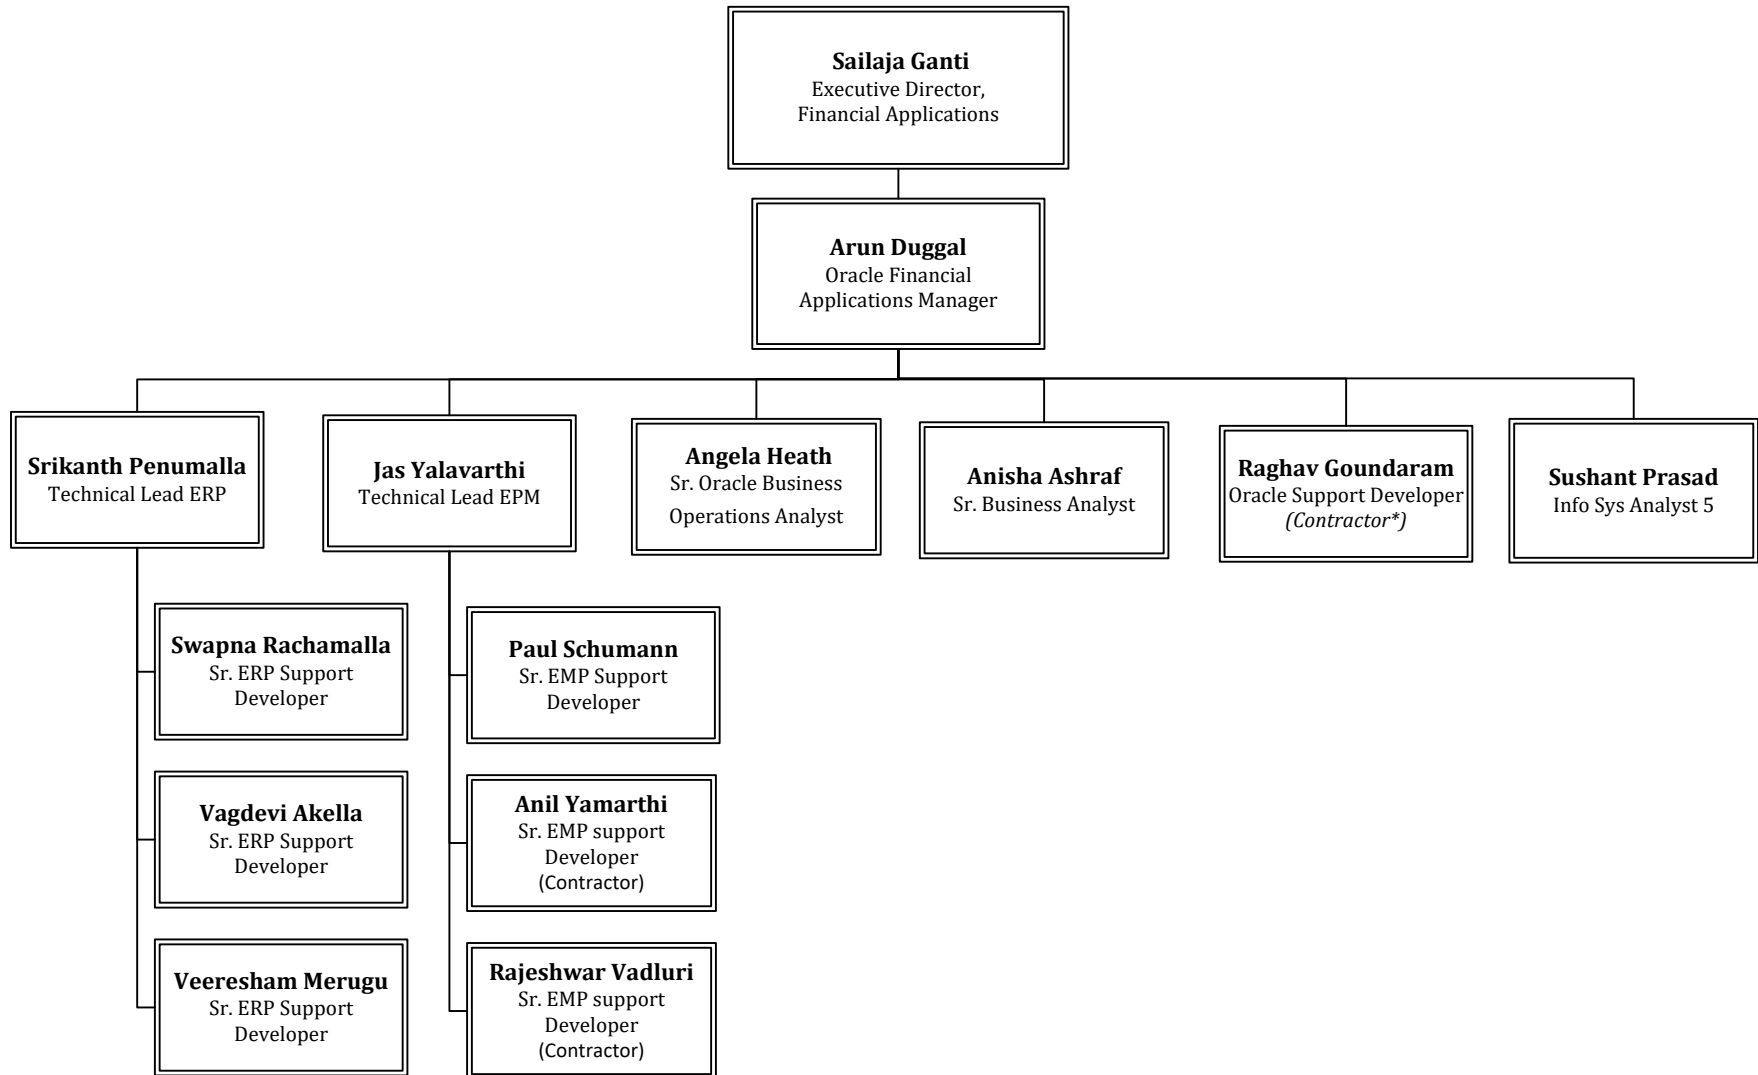 Sailaja Ganti
Executive Director,
Financial Applications
Arun Duggal
Oracle Financial
Applications Manager
Srikanth Penumalla
Technical Lead ERP
Jas Yalavarthi
Technical Lead EPM
Angela Heath
Sr. Oracle Business
Operations Analyst
Anisha Ashraf
Sr. Business Analyst
Raghav Goundaram
Oracle Support Developer
(Contractor*)
Sushant Prasad
Info Sys Analyst 5
Swapna Rachamalla
Sr. ERP Support
Developer
Paul Schumann
Sr. EMP Support
Developer
Vagdevi Akella
Sr. ERP Support
Developer
Anil Yamarthi
Sr. EMP support
Developer
(Contractor)
Veeresham Merugu
Sr. ERP Support
Developer
Rajeshwar Vadluri
Sr. EMP support
Developer
(Contractor)